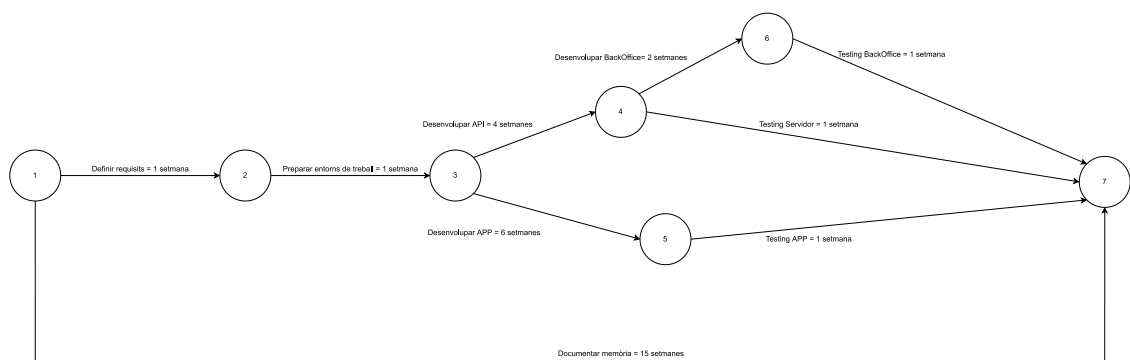 6
Desenvolupar BackOffice= 2 setmanes
Testing BackOffice = 1 setmana
4
Desenvolupar API = 4 setmanes
Testing Servidor = 1 setmana
1
Definir requisits = 1 setmana
2
Preparar entorns de treball = 1 setmana
3
7
Desenvolupar APP = 6 setmanes
5
Testing APP = 1 setmana
Documentar memòria = 15 setmanes